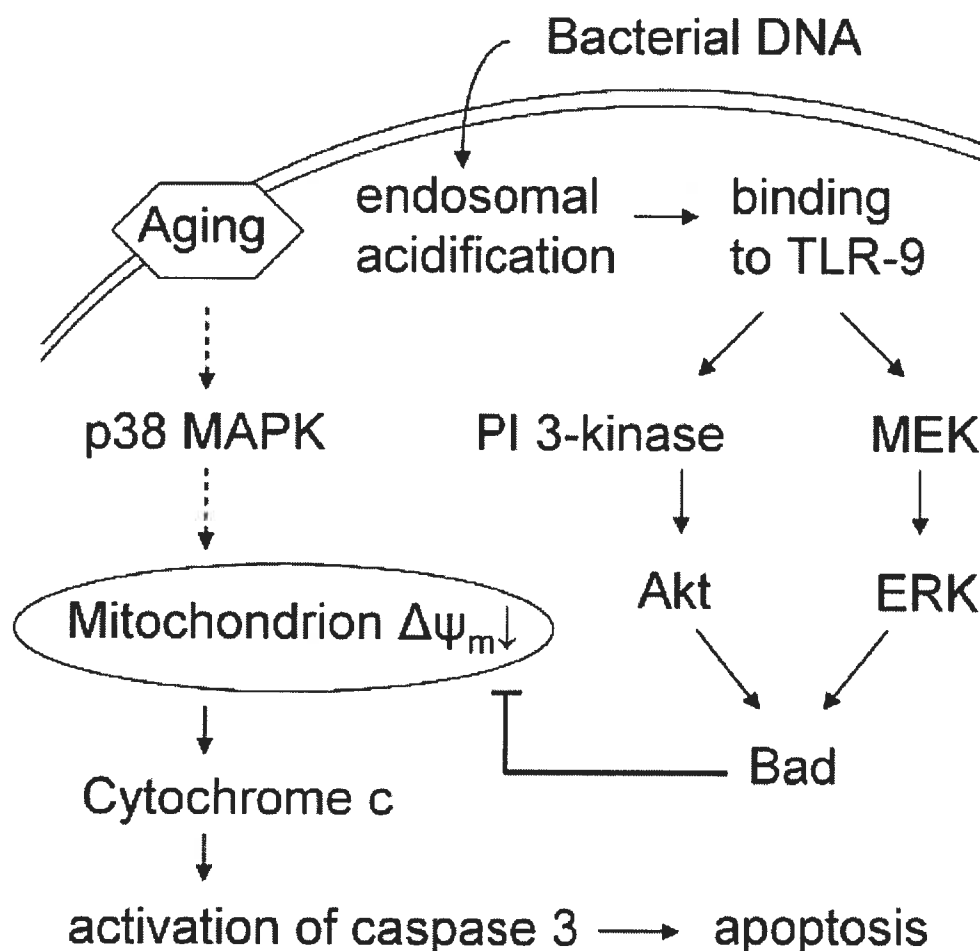 Bacterial DNA
Aging
endosomal
acidification
binding
to TLR-9
p38 MAPK
PI 3-kinase
MEK
Mitochondrion Δψm↓
Akt
ERK
Bad
Cytochrome c
activation of caspase 3
apoptosis